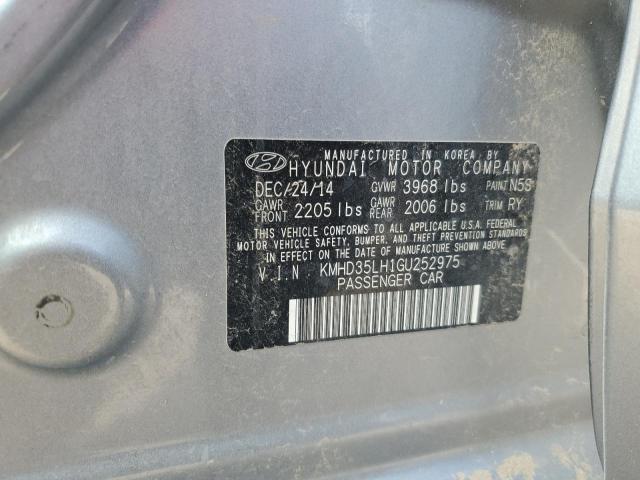 MANUFACTURED IN KOREA BY
HYUNDAI MOTOR COMPANY
DEC/24/14 GVWR 3968 lbs PAINT N5S
GAWR FRONT 2205 lbs GAWR REAR 2006 lbs TRIM RY
THIS VEHICLE CONFORMS TO ALL APPLICABLE U.S.A. FEDERAL
MOTOR VEHICLE SAFETY, BUMPER, AND THEFT PREVENTION STANDARDS
IN EFFECT ON THE DATE OF MANUFACTURE SHOWN ABOVE.
V I N KMHD35LH1GU252975
PASSENGER CAR